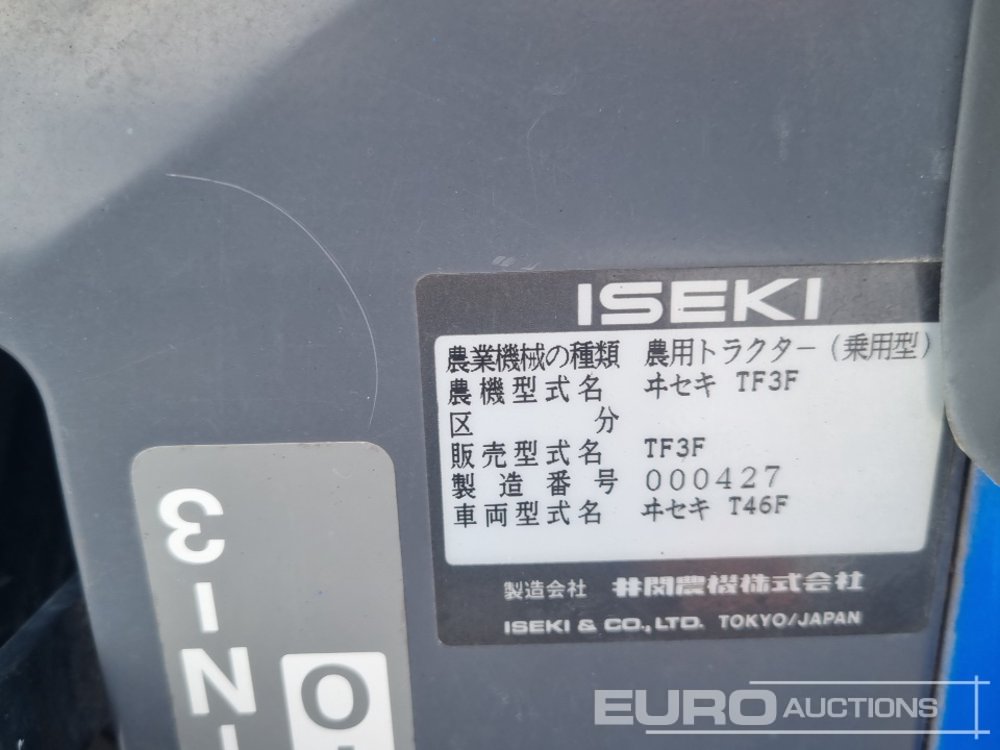 ISEKI
農業機械の種類 農用トラクター(乗用型)
農機型式名 ヰセキ TF3F
区分
販売型式名 TF3F
製造番号 000427
車両型式名 ヰセキ T46F
製造会社 井関農機株式会社
ISEKI & CO.,LTD. TOKYO/JAPAN
EURO AUCTIONS